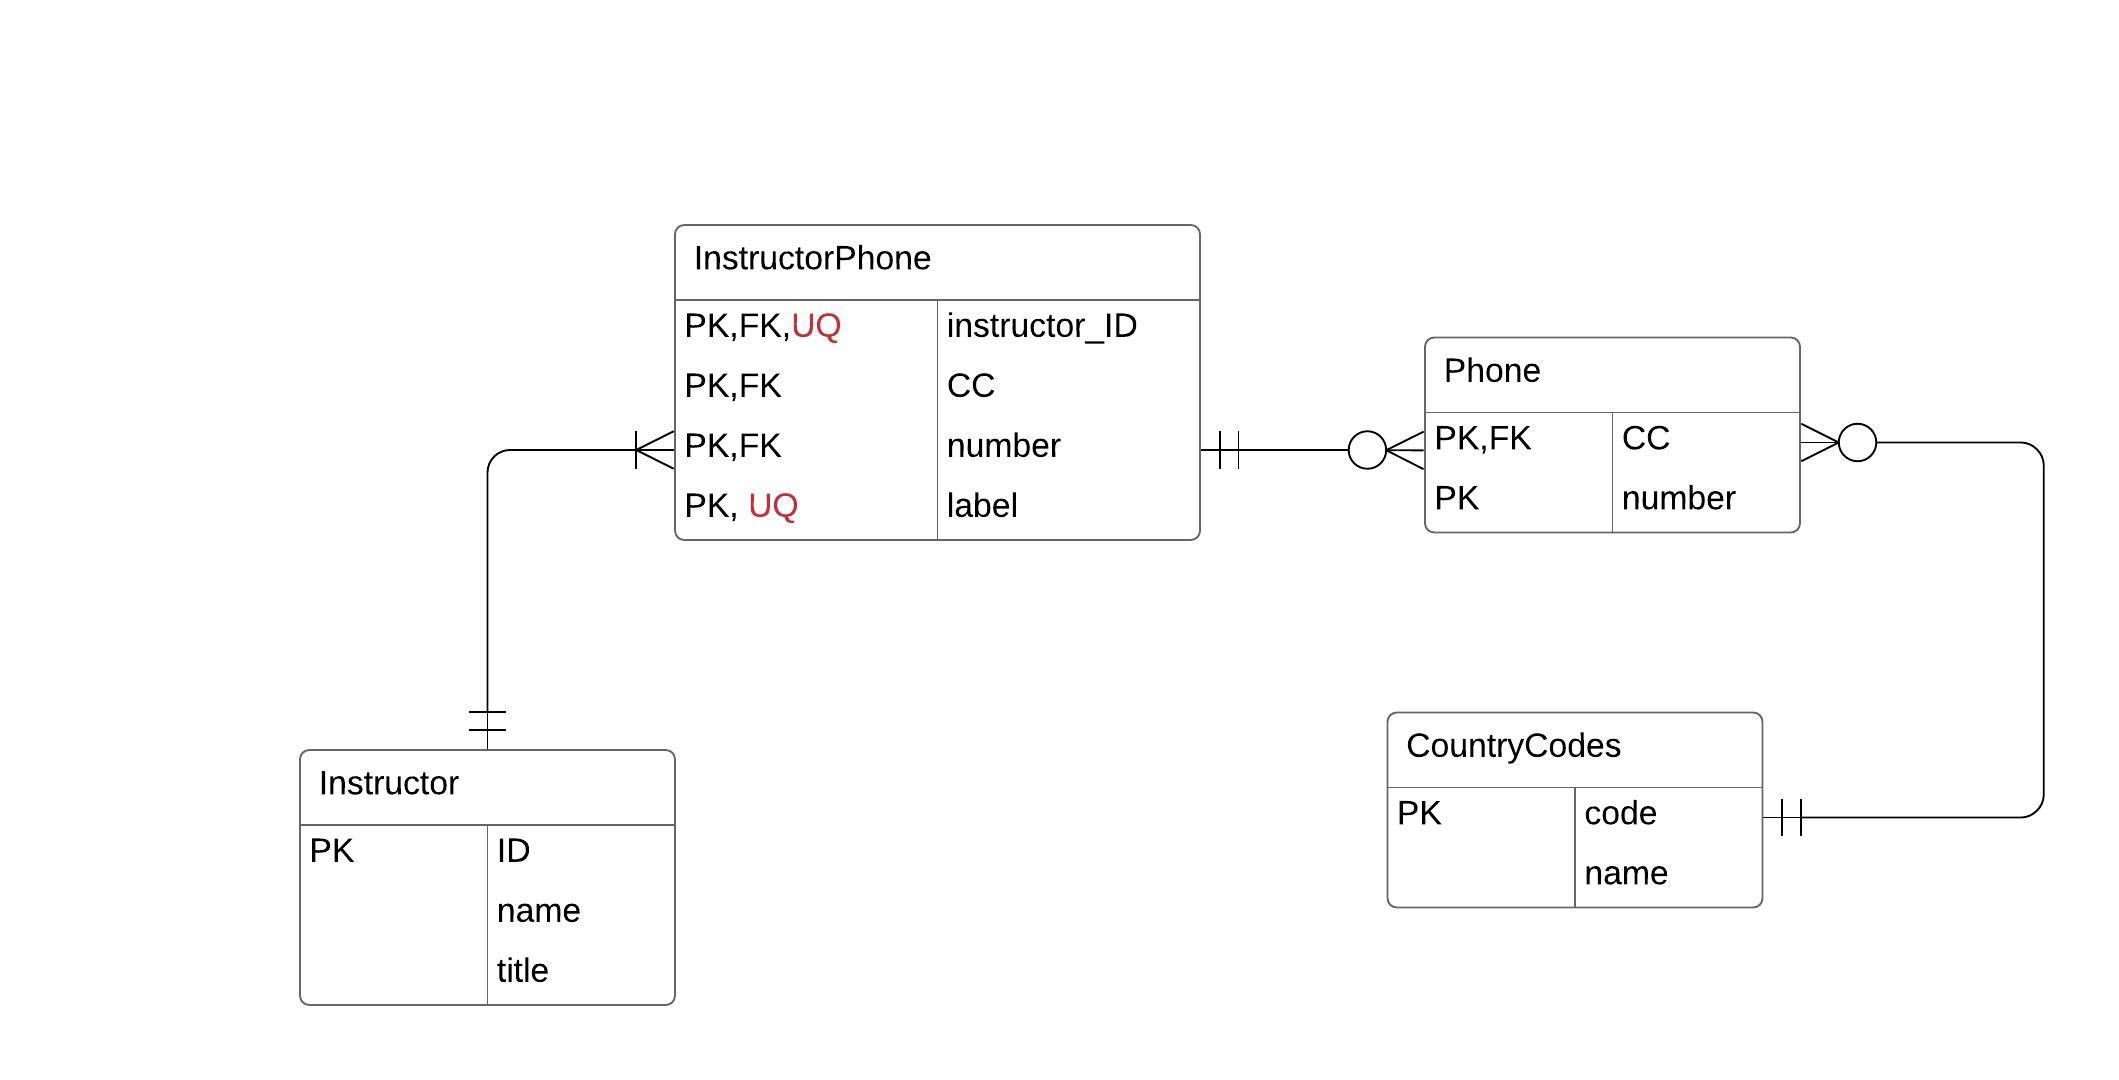 InstructorPhone
PK,FK,UQ instructor_ID
PK,FK CC
PK,FK number
PK, UQ label
Phone
PK,FK CC
PK number
Instructor
PK ID
name
title
CountryCodes
PK code
name